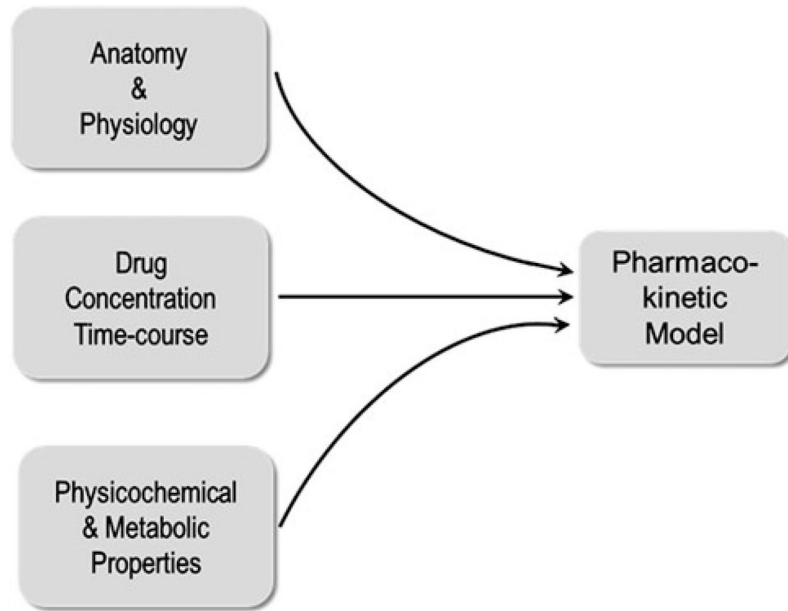 Anatomy
&
Physiology
Drug
Concentration
Time-course
Physicochemical
& Metabolic
Properties
Pharmaco-
kinetic
Model